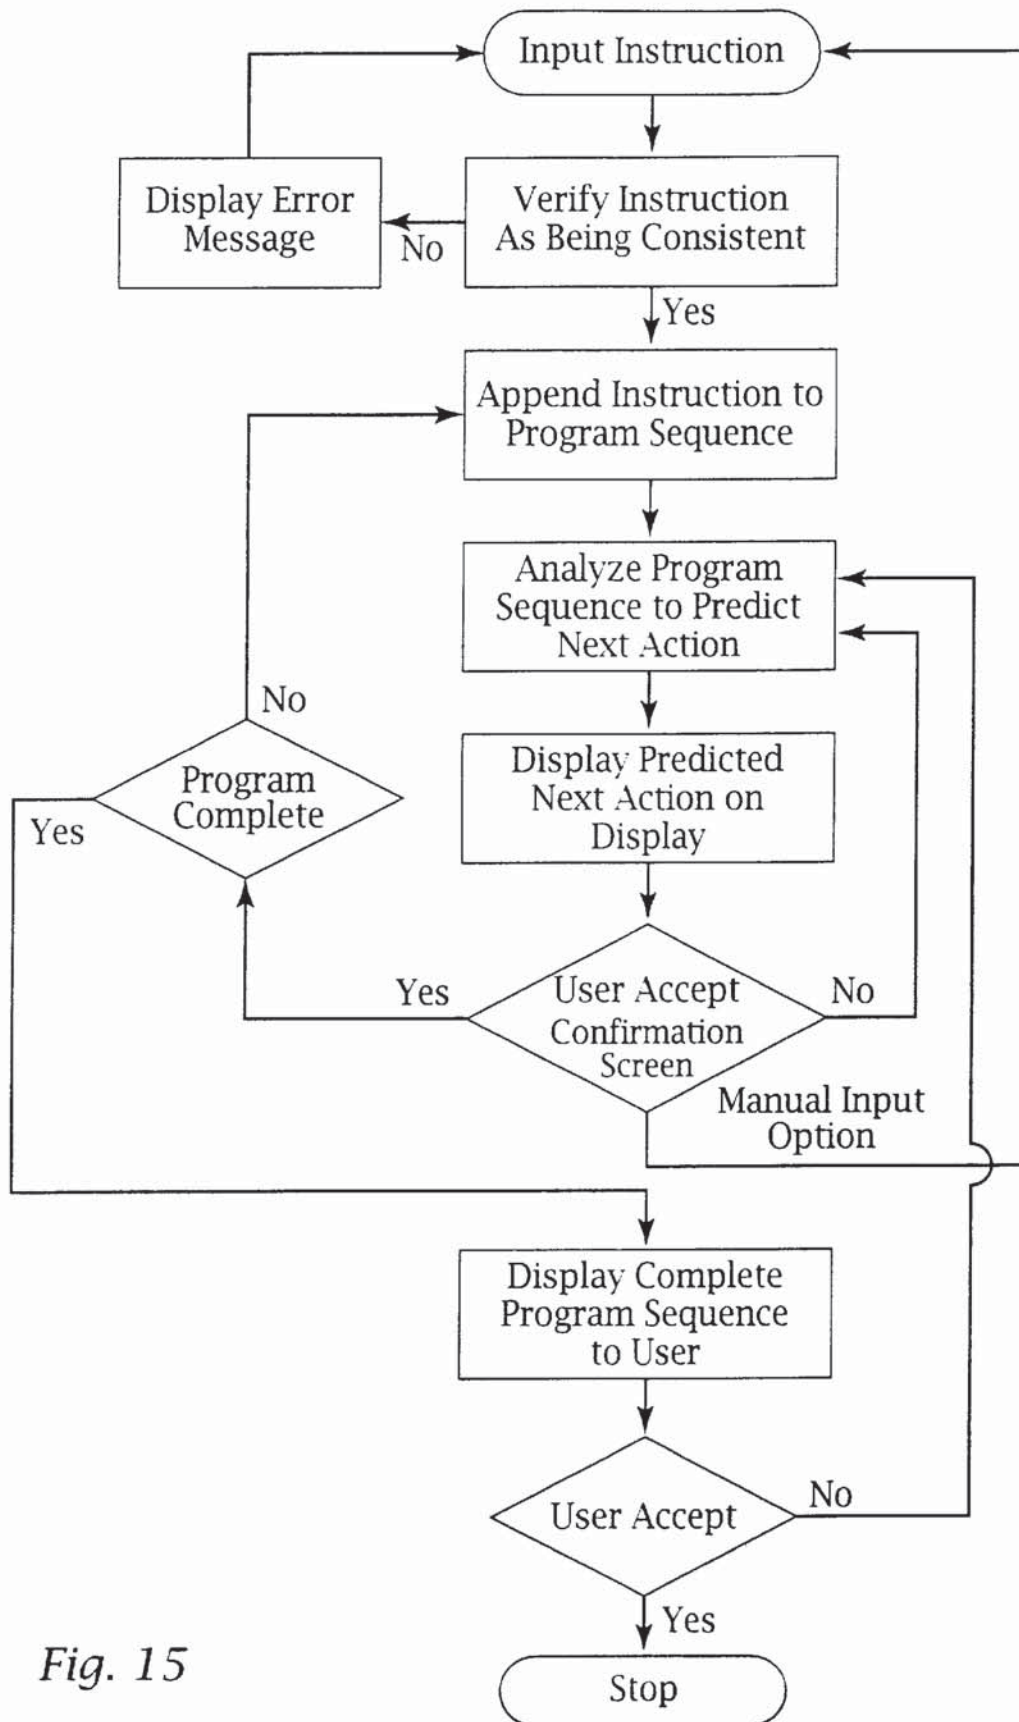 Input Instruction
Display Error
Message
No
Verify Instruction
As Being Consistent
Yes
Append Instruction to
Program Sequence
Analyze Program
Sequence to Predict
Next Action
No
Program
Complete
Yes
Display Predicted
Next Action on
Display
Yes
User Accept
Confirmation
Screen
No
Manual Input
Option
Display Complete
Program Sequence
to User
User Accept
No
Yes
Stop
Fig. 15